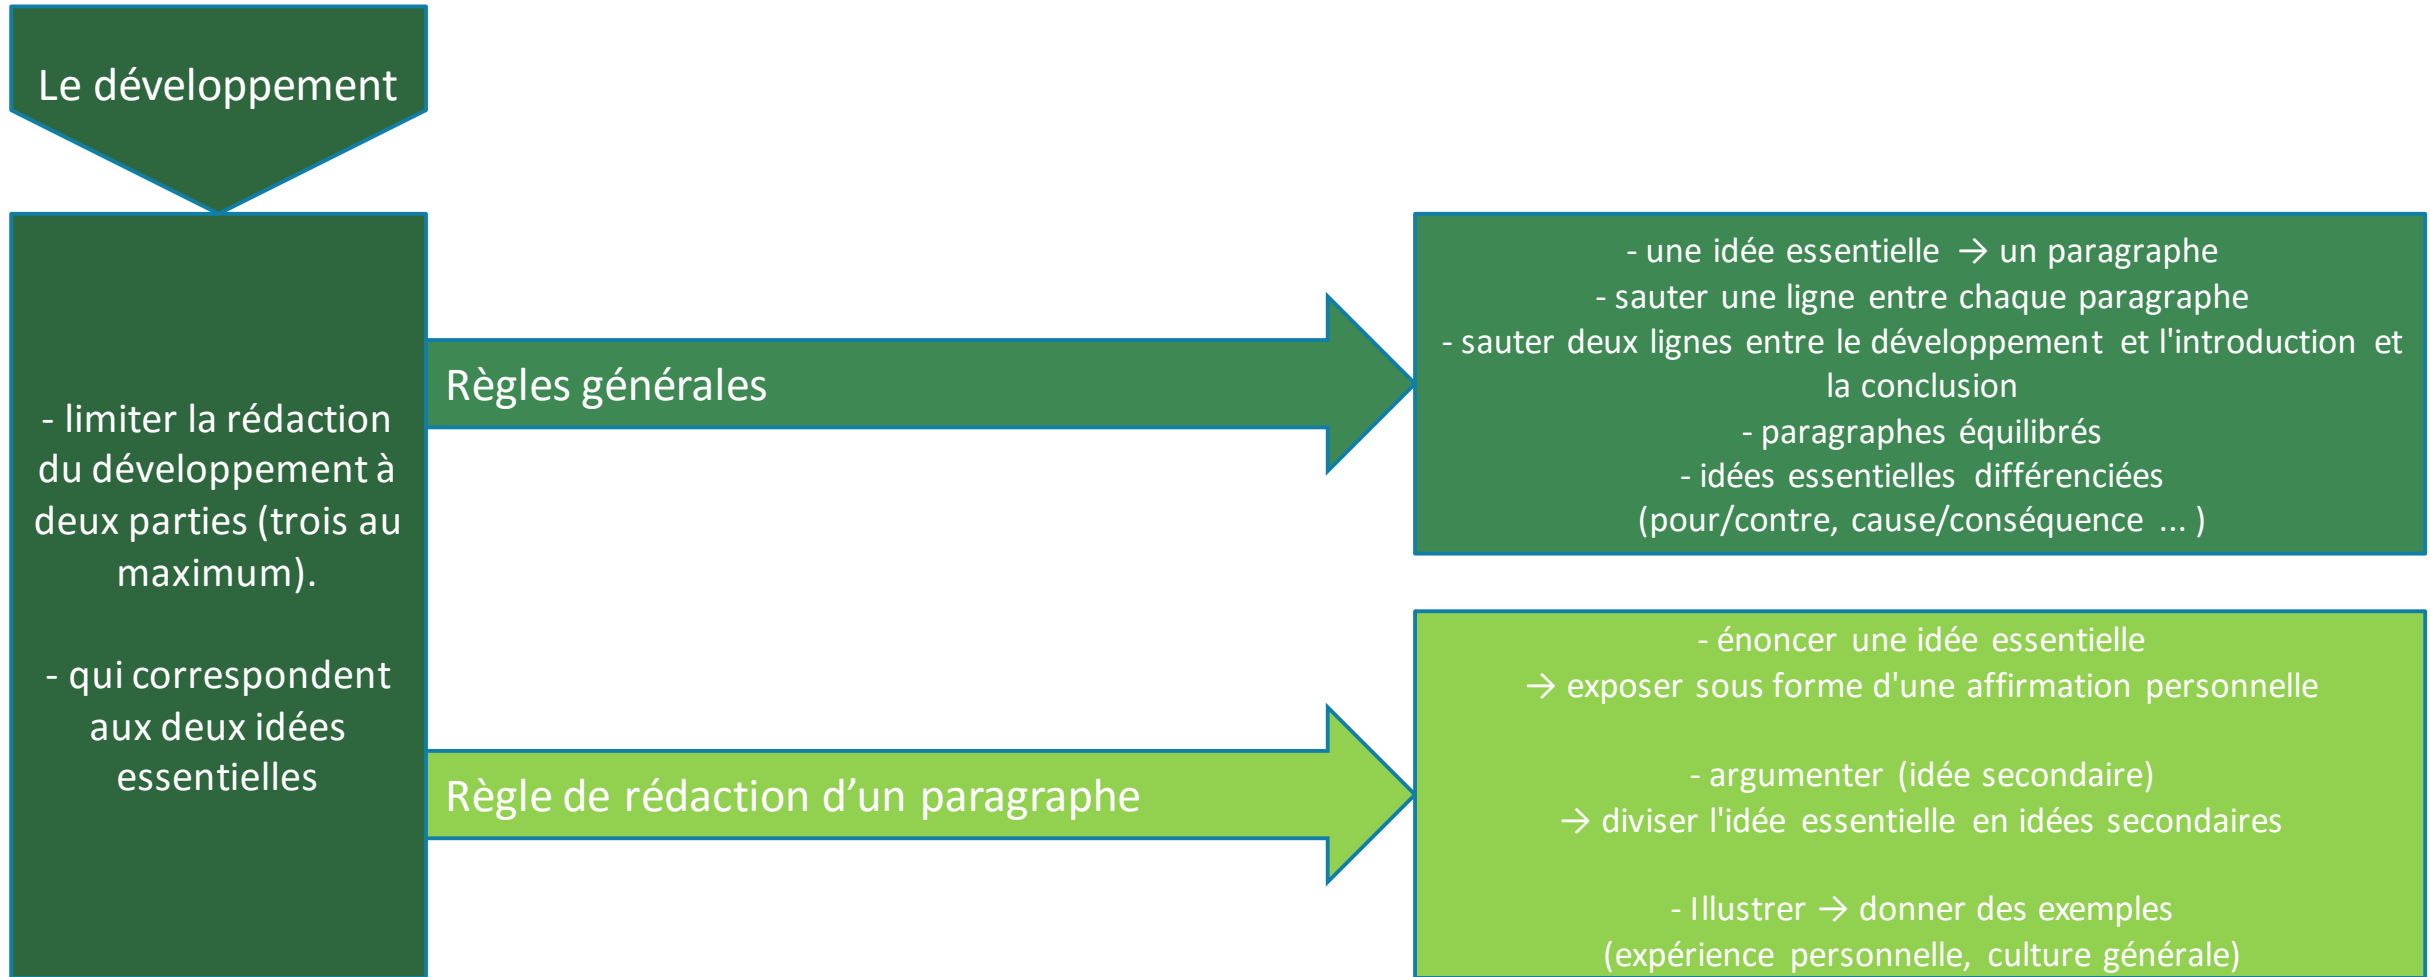 Le développement
- limiter la rédaction
du développement à
deux parties (trois au
maximum).
- qui correspondent
aux deux idées
essentielles
Règles générales
- une idée essentielle → un paragraphe
- sauter une ligne entre chaque paragraphe
- sauter deux lignes entre le développement et l'introduction et
la conclusion
- paragraphes équilibrés
- idées essentielles différenciées
(pour/contre, cause/conséquence ... )
Règle de rédaction d’un paragraphe
- énoncer une idée essentielle
→ exposer sous forme d'une affirmation personnelle
- argumenter (idée secondaire)
→ diviser l'idée essentielle en idées secondaires
- Illustrer → donner des exemples
(expérience personnelle, culture générale)